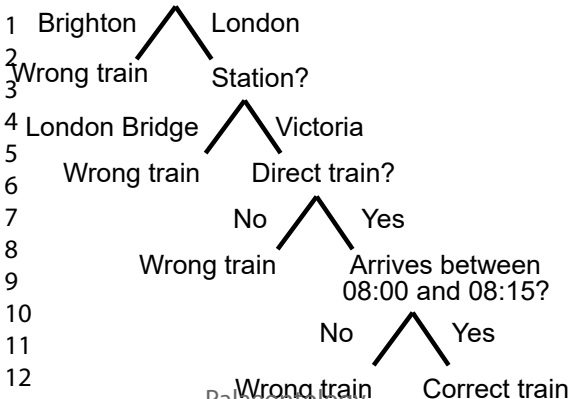 1 Brighton London
2
Wrong train Station?
3
4 London Bridge Victoria
5
Wrong train Direct train?
6
7 No Yes
8
Wrong train Arrives between
9 08:00 and 08:15?
10
No Yes
11
12
Wrong train Correct train